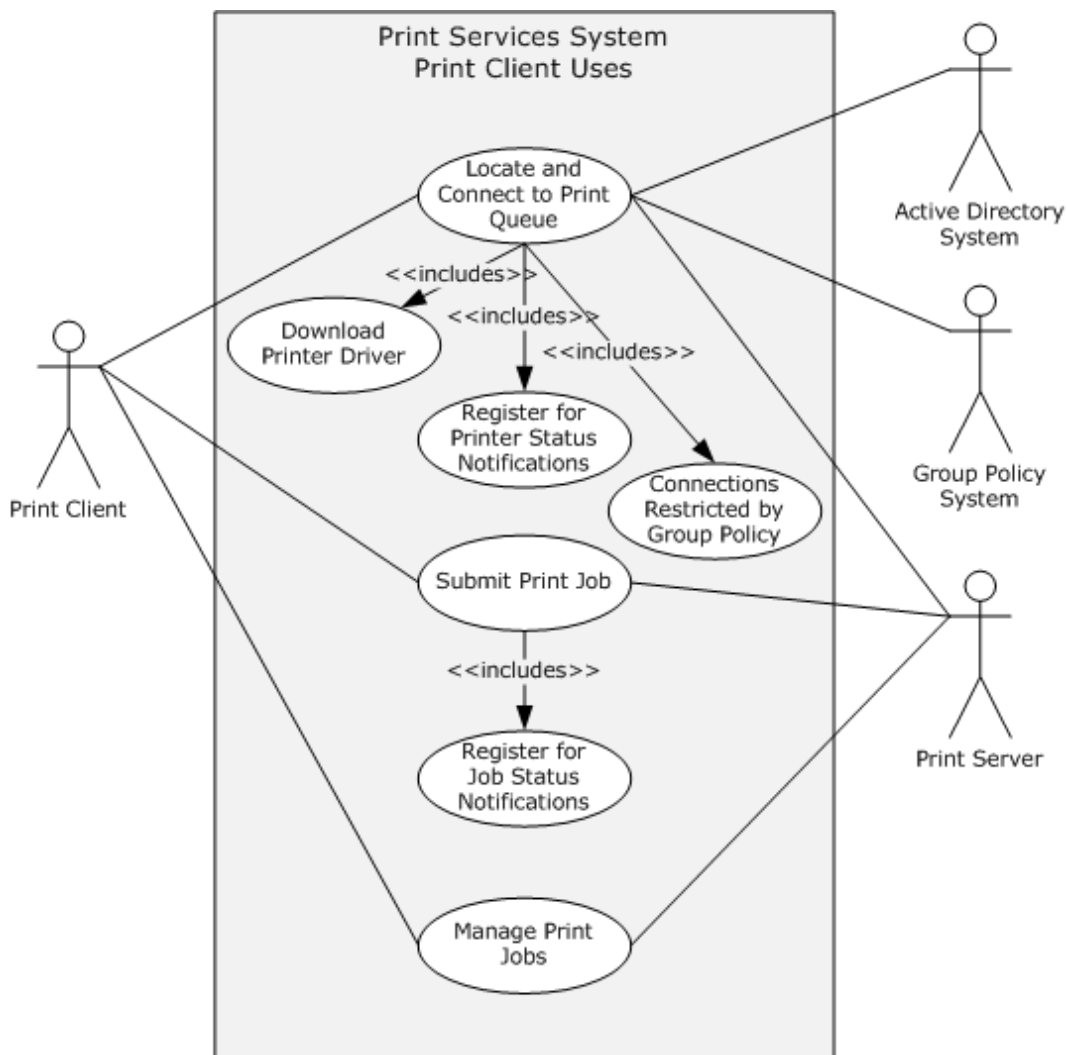 Print Services System
Print Client Uses
Locate and
Connect to Print
Queue
Active Directory
System
<<includes>>
Download
Printer Driver
<<includes>>
<<includes>>
Register for
Printer Status
Notifications
Group Policy
System
Connections
Restricted by
Group Policy
Print Client
Submit Print Job
<<includes>>
Print Server
Register for
Job Status
Notifications
Manage Print
Jobs